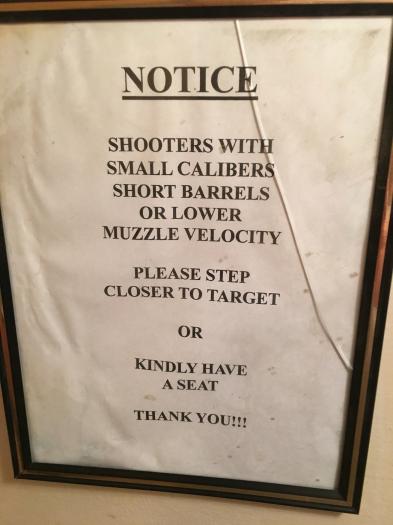 NOTICE
SHOOTERS WITH
SMALL CALIBERS
SHORT BARRELS
OR LOWER
MUZZLE VELOCITY
PLEASE STEP
CLOSER TO TARGET
OR
KINDLY HAVE
A SEAT
THANK YOU!!!